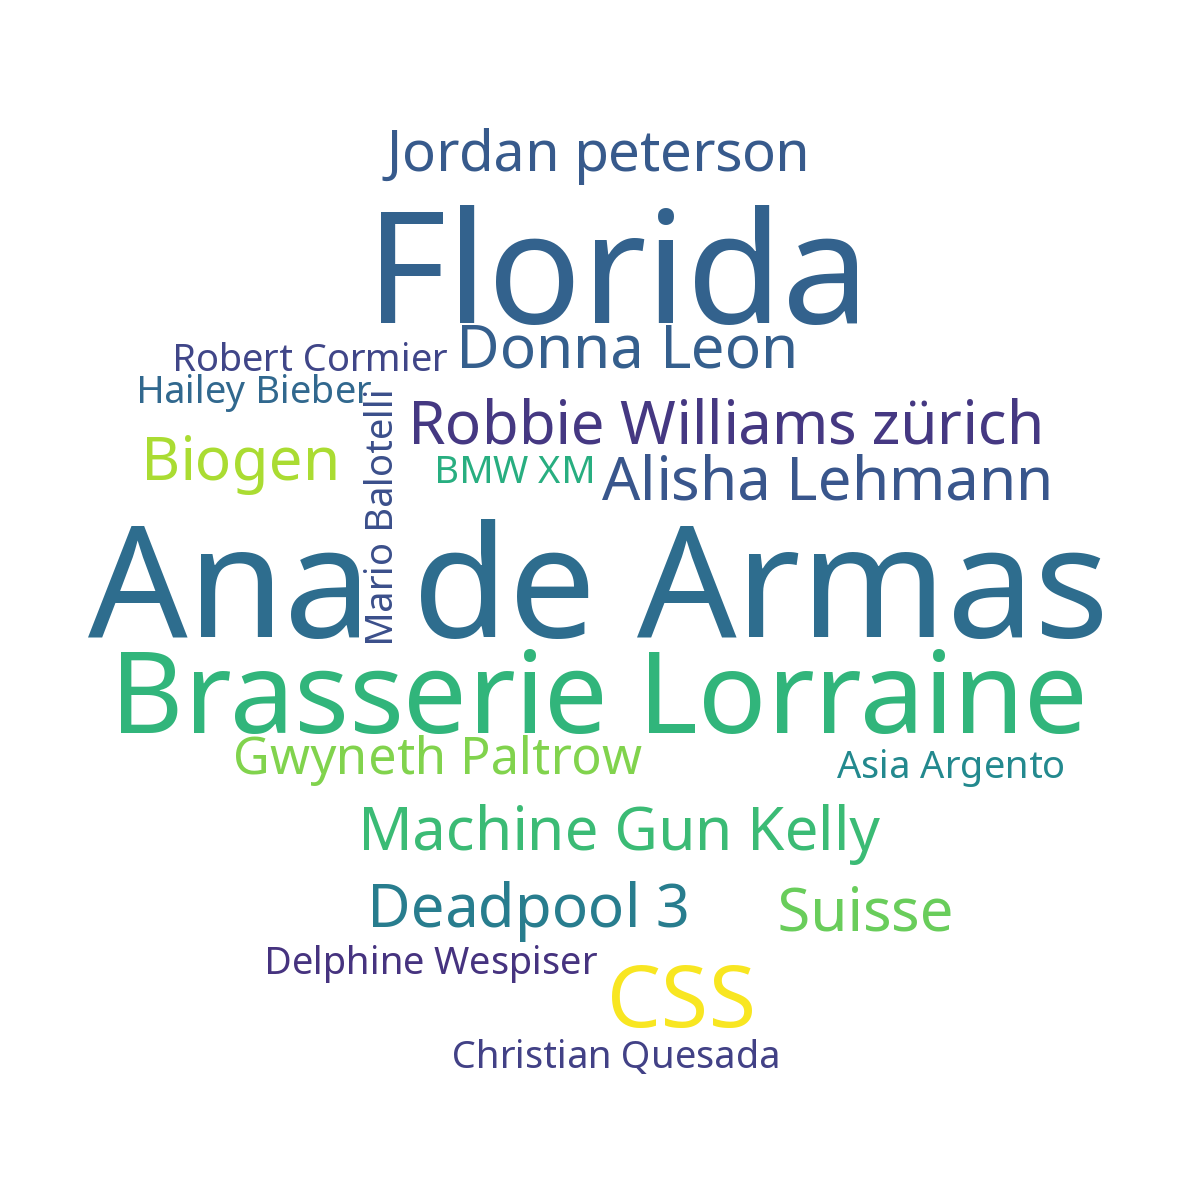 Jordan peterson
Florida
Donna Leon
Robert Cormier
Hailey Bieber
Mario Balotelli
Robbie Williams zürich
Biogen
BMW XM
Alisha Lehmann
Ana de Armas
Brasserie Lorraine
Gwyneth Paltrow
Asia Argento
Machine Gun Kelly
Deadpool 3
Suisse
Delphine Wespiser
CSS
Christian Quesada